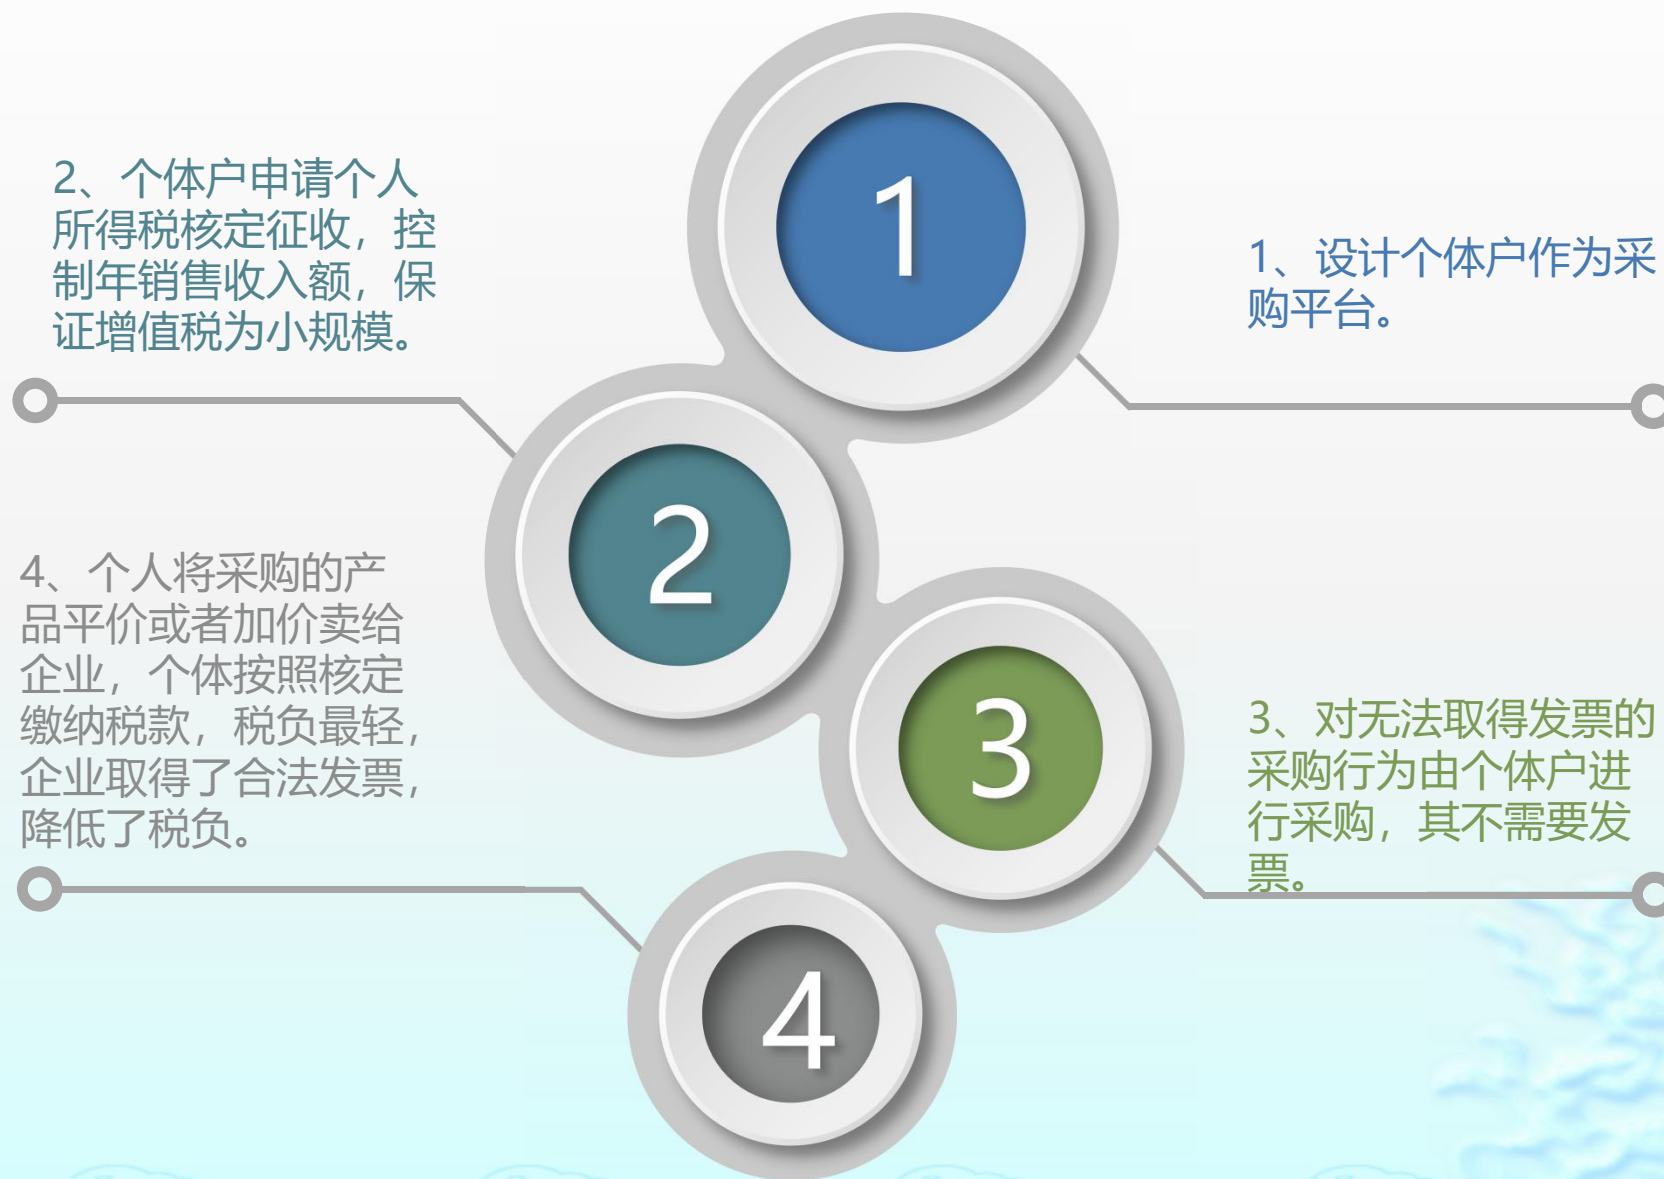 1
1、设计个体户作为采
购平台。
2、个体户申请个人
所得税核定征收，控
制年销售收入额，保
证增值税为小规模。
2
3
3、对无法取得发票的
采购行为由个体户进
行采购，其不需要发
票。
4、个人将采购的产
品平价或者加价卖给
企业，个体按照核定
缴纳税款，税负最轻，
企业取得了合法发票，
降低了税负。
4